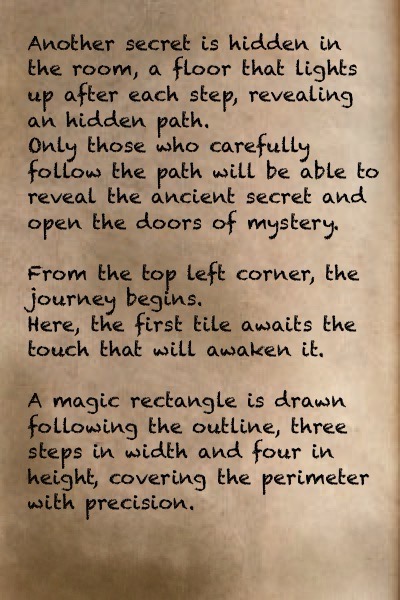 Another secret is hidden in
the room, a floor that lights
up after each step, revealing
an hidden path.
Only those who carefully
follow the path will be able to
reveal the ancient secret and
open the doors of mystery.
From the top left corner, the
journey begins.
Here, the first tile awaits the
touch that will awaken it.
A magic rectangle is drawn
following the outline, three
steps in width and four in
height, covering the perimeter
with precision.